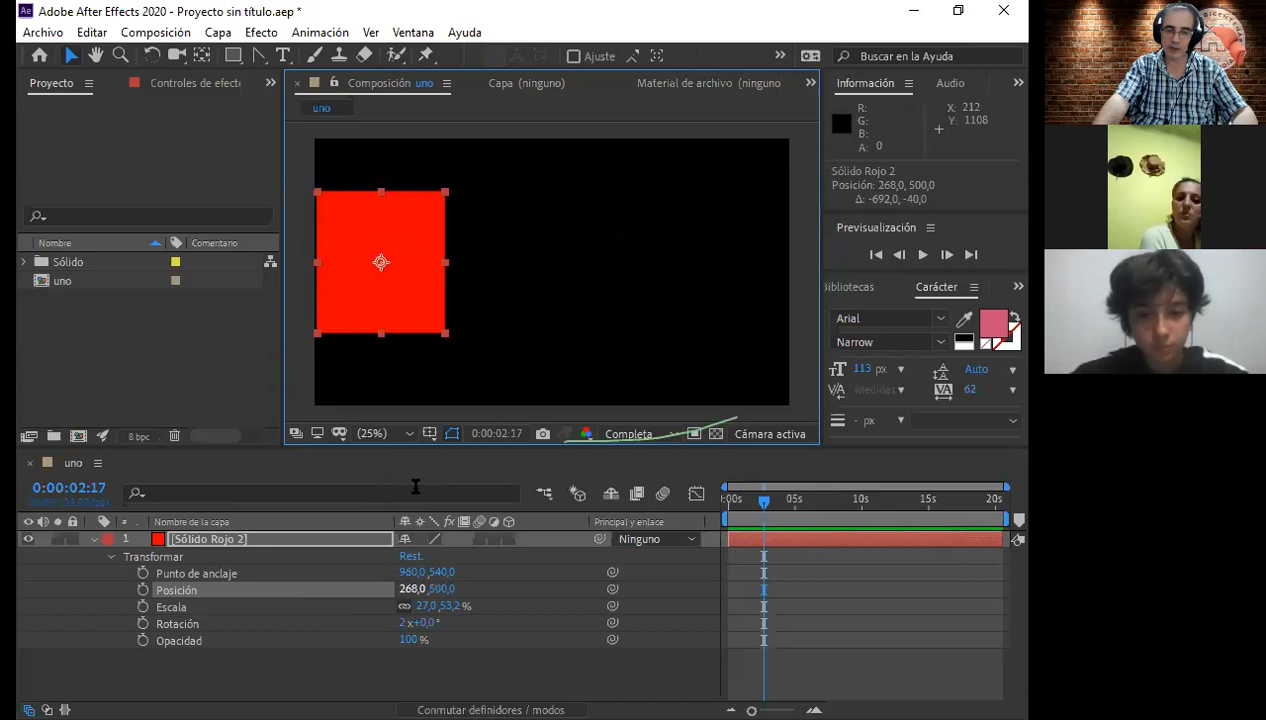 Adobe After Effects 2020 - Proyecto sin título.aep *
Archivo Editar Composición Capa Efecto Animación Ver Ventana Ayuda
Ajuste
Buscar en la Ayuda
Proyecto
Controles de efect
Composición uno
Capa (ninguno)
Material de archivo (ninguno
Información
Audio
uno
R:
G:
B:
A: 0
X: 212
Y: 1108
Sólido Rojo 2
Posición: 268,0, 500,0
Δ: -692,0, -40,0
Previsualización
Nombre
Comentario
Sólido
uno
Carácter
Arial
Narrow
113 px
Auto
62
- px
8 bpc
(25%)
0:00:02:17
Completa
Cámara activa
uno
0:00:02:17
:00s 05s 10s 15s 20s
# Nombre de la capa
Principal y enlace
1 [Sólido Rojo 2]
Ninguno
Transformar
Rest.
Punto de anclaje 960,0,540,0
Posición 268,0,500,0
Escala 27,0,53,2 %
Rotación 2 x+0,0°
Opacidad 100 %
Conmutar definidores / modos